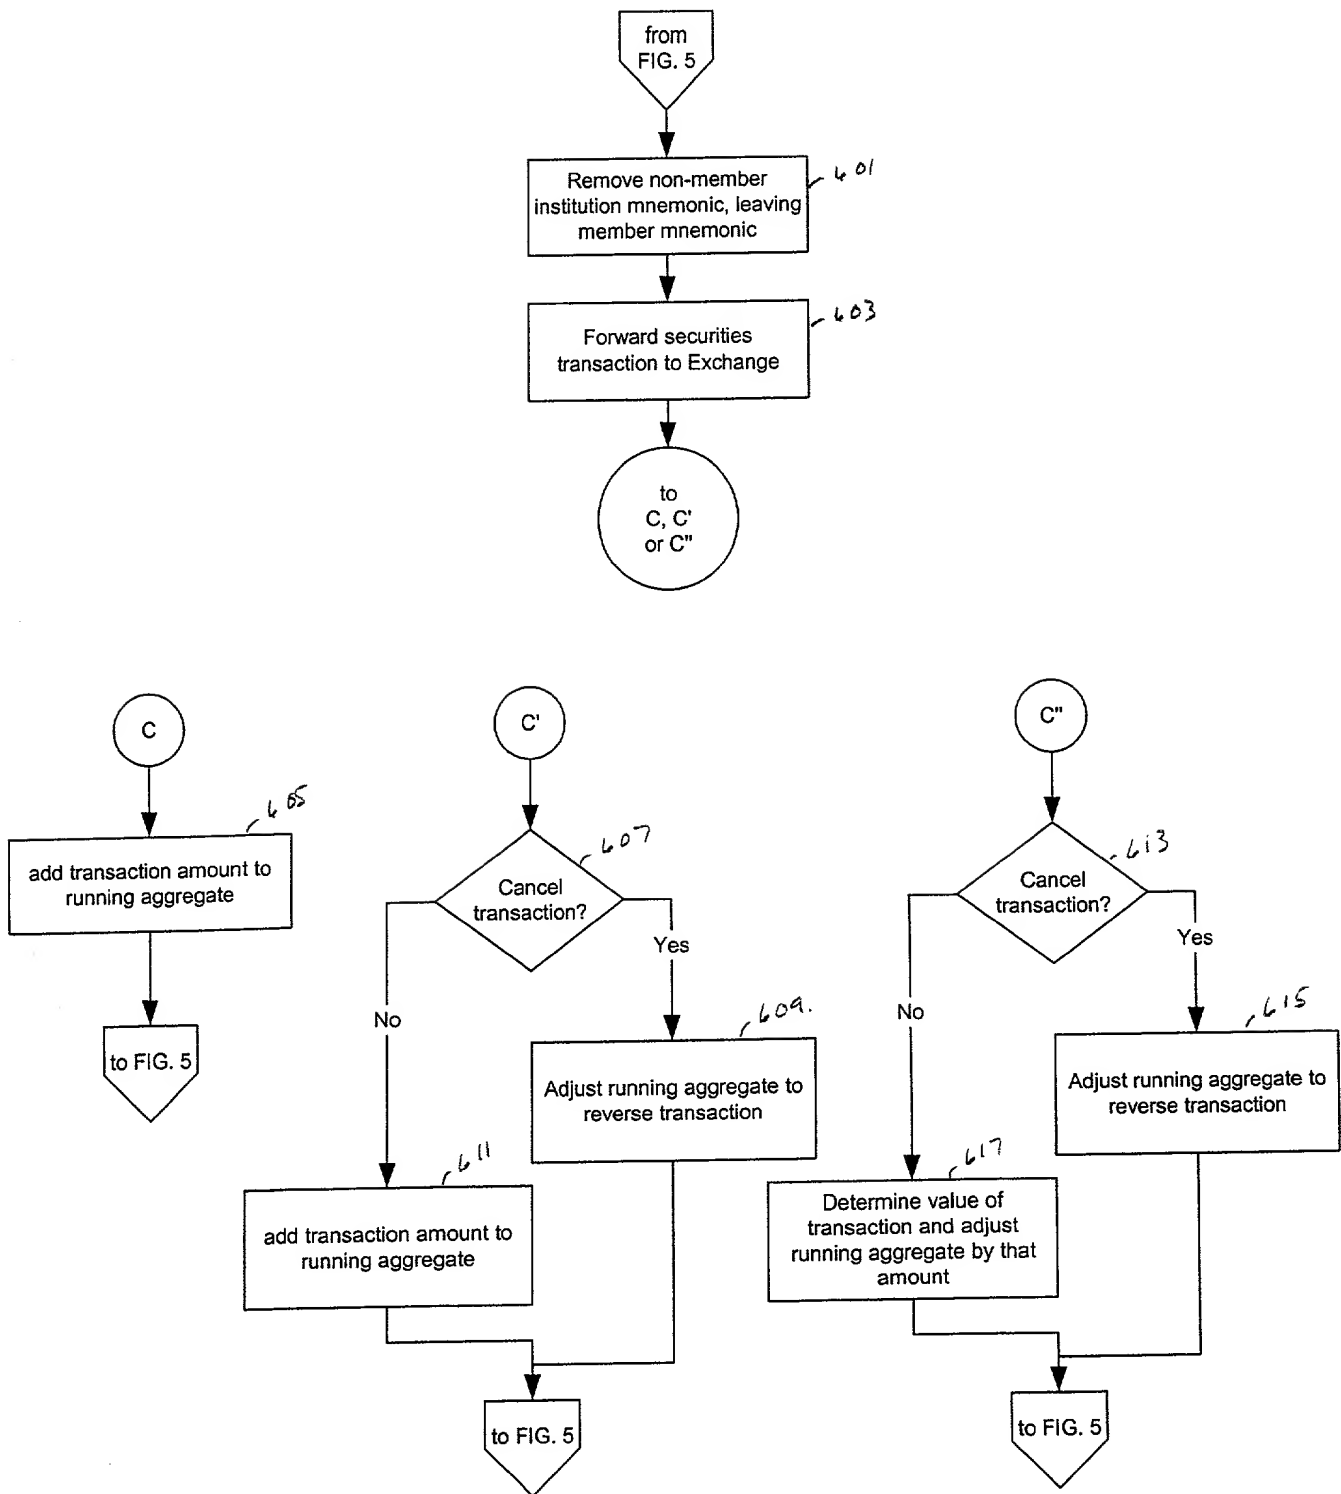 from
FIG. 5
601
Remove non-member
institution mnemonic, leaving
member mnemonic
603
Forward securities
transaction to Exchange
to
C, C'
or C"
C
605
add transaction amount to
running aggregate
to FIG. 5
C'
607
Cancel
transaction?
Yes
No
609.
Adjust running aggregate to
reverse transaction
611
add transaction amount to
running aggregate
to FIG. 5
C"
613
Cancel
transaction?
Yes
No
615
Adjust running aggregate to
reverse transaction
617
Determine value of
transaction and adjust
running aggregate by that
amount
to FIG. 5